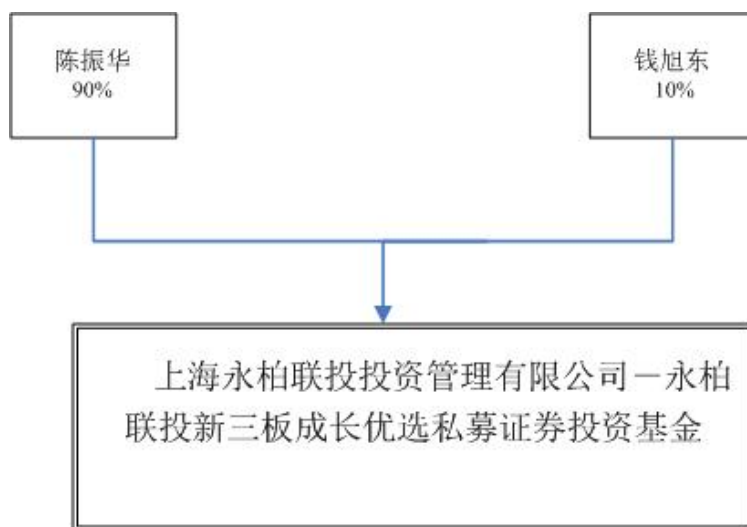 陈振华
90%
钱旭东
10%
上海永柏联投投资管理有限公司－永柏
联投新三板成长优选私募证券投资基金